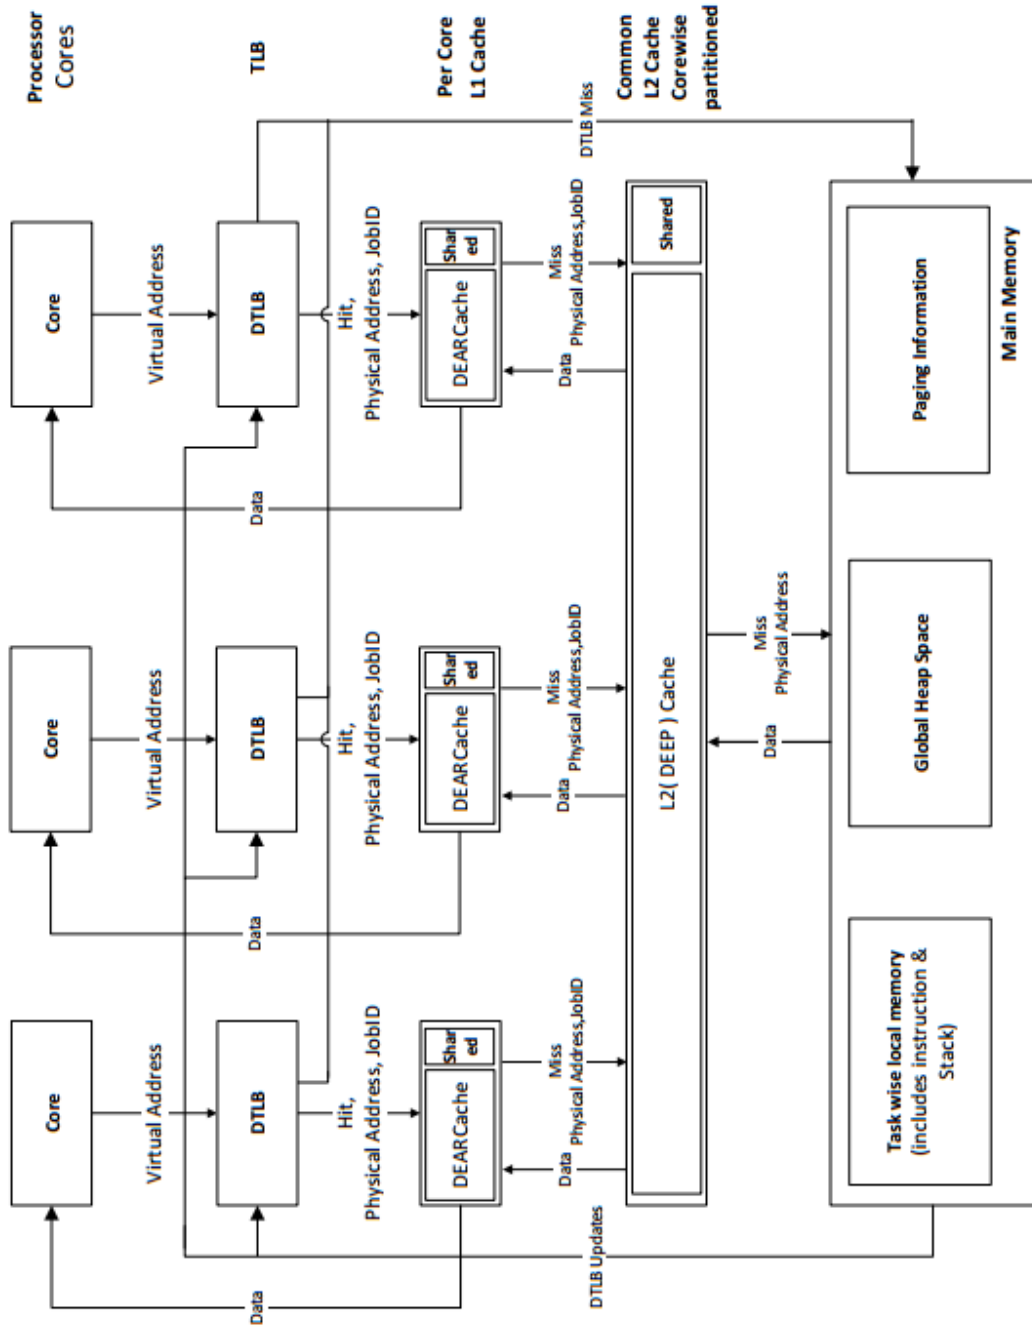 Processor
Cores
TLB
Per Core
L1 Cache
Common
L2 Cache
Corewise
partitioned
Core
Core
Core
Virtual Address
Virtual Address
Virtual Address
DTLB
DTLB
DTLB
Data
Data
Data
Hit,
Physical Address, JobID
Hit,
Physical Address, JobID
Hit,
Physical Address, JobID
DEARCache
Shar
ed
DEARCache
Shar
ed
DEARCache
Shar
ed
Data
Miss
Physical Address,JobID
Data
Miss
Physical Address,JobID
Data
Miss
Physical Address,JobID
DTLB Updates
DTLB Miss
L2( DEEP ) Cache
Shared
Data
Miss
Physical Address
Task wise local memory
(includes instruction &
Stack)
Global Heap Space
Paging Information
Main Memory